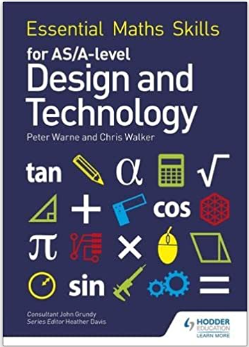 Essential Maths Skills
for AS/A-level
Design and
Technology
Peter Warne and Chris Walker
tan α √
+ cos
π ×
sin =
Consultant John Grundy
Series Editor Heather Davis
HODDER
EDUCATION
LEARN MORE